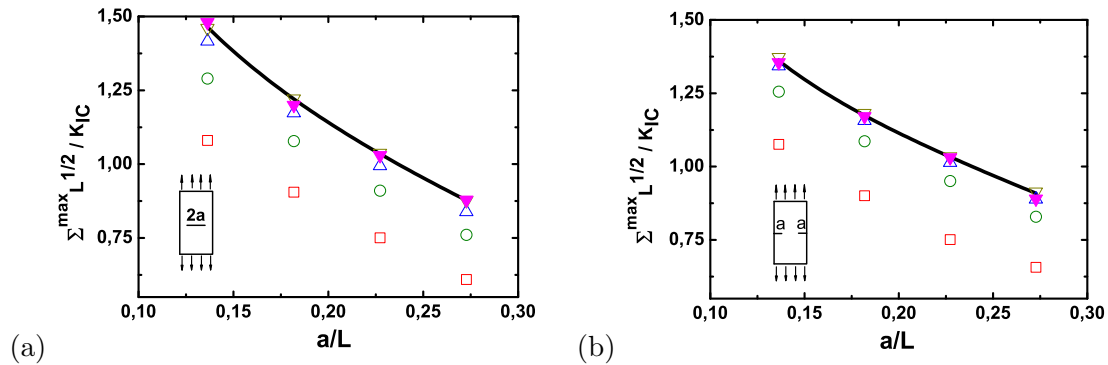 1,50
1,25
1,00
0,75
Σ^max L^1/2 / K_IC
2a
0,10 0,15 0,20 0,25 0,30
a/L
(a)
1,50
1,25
1,00
0,75
Σ^max L^1/2 / K_IC
a a
0,10 0,15 0,20 0,25 0,30
a/L
(b)